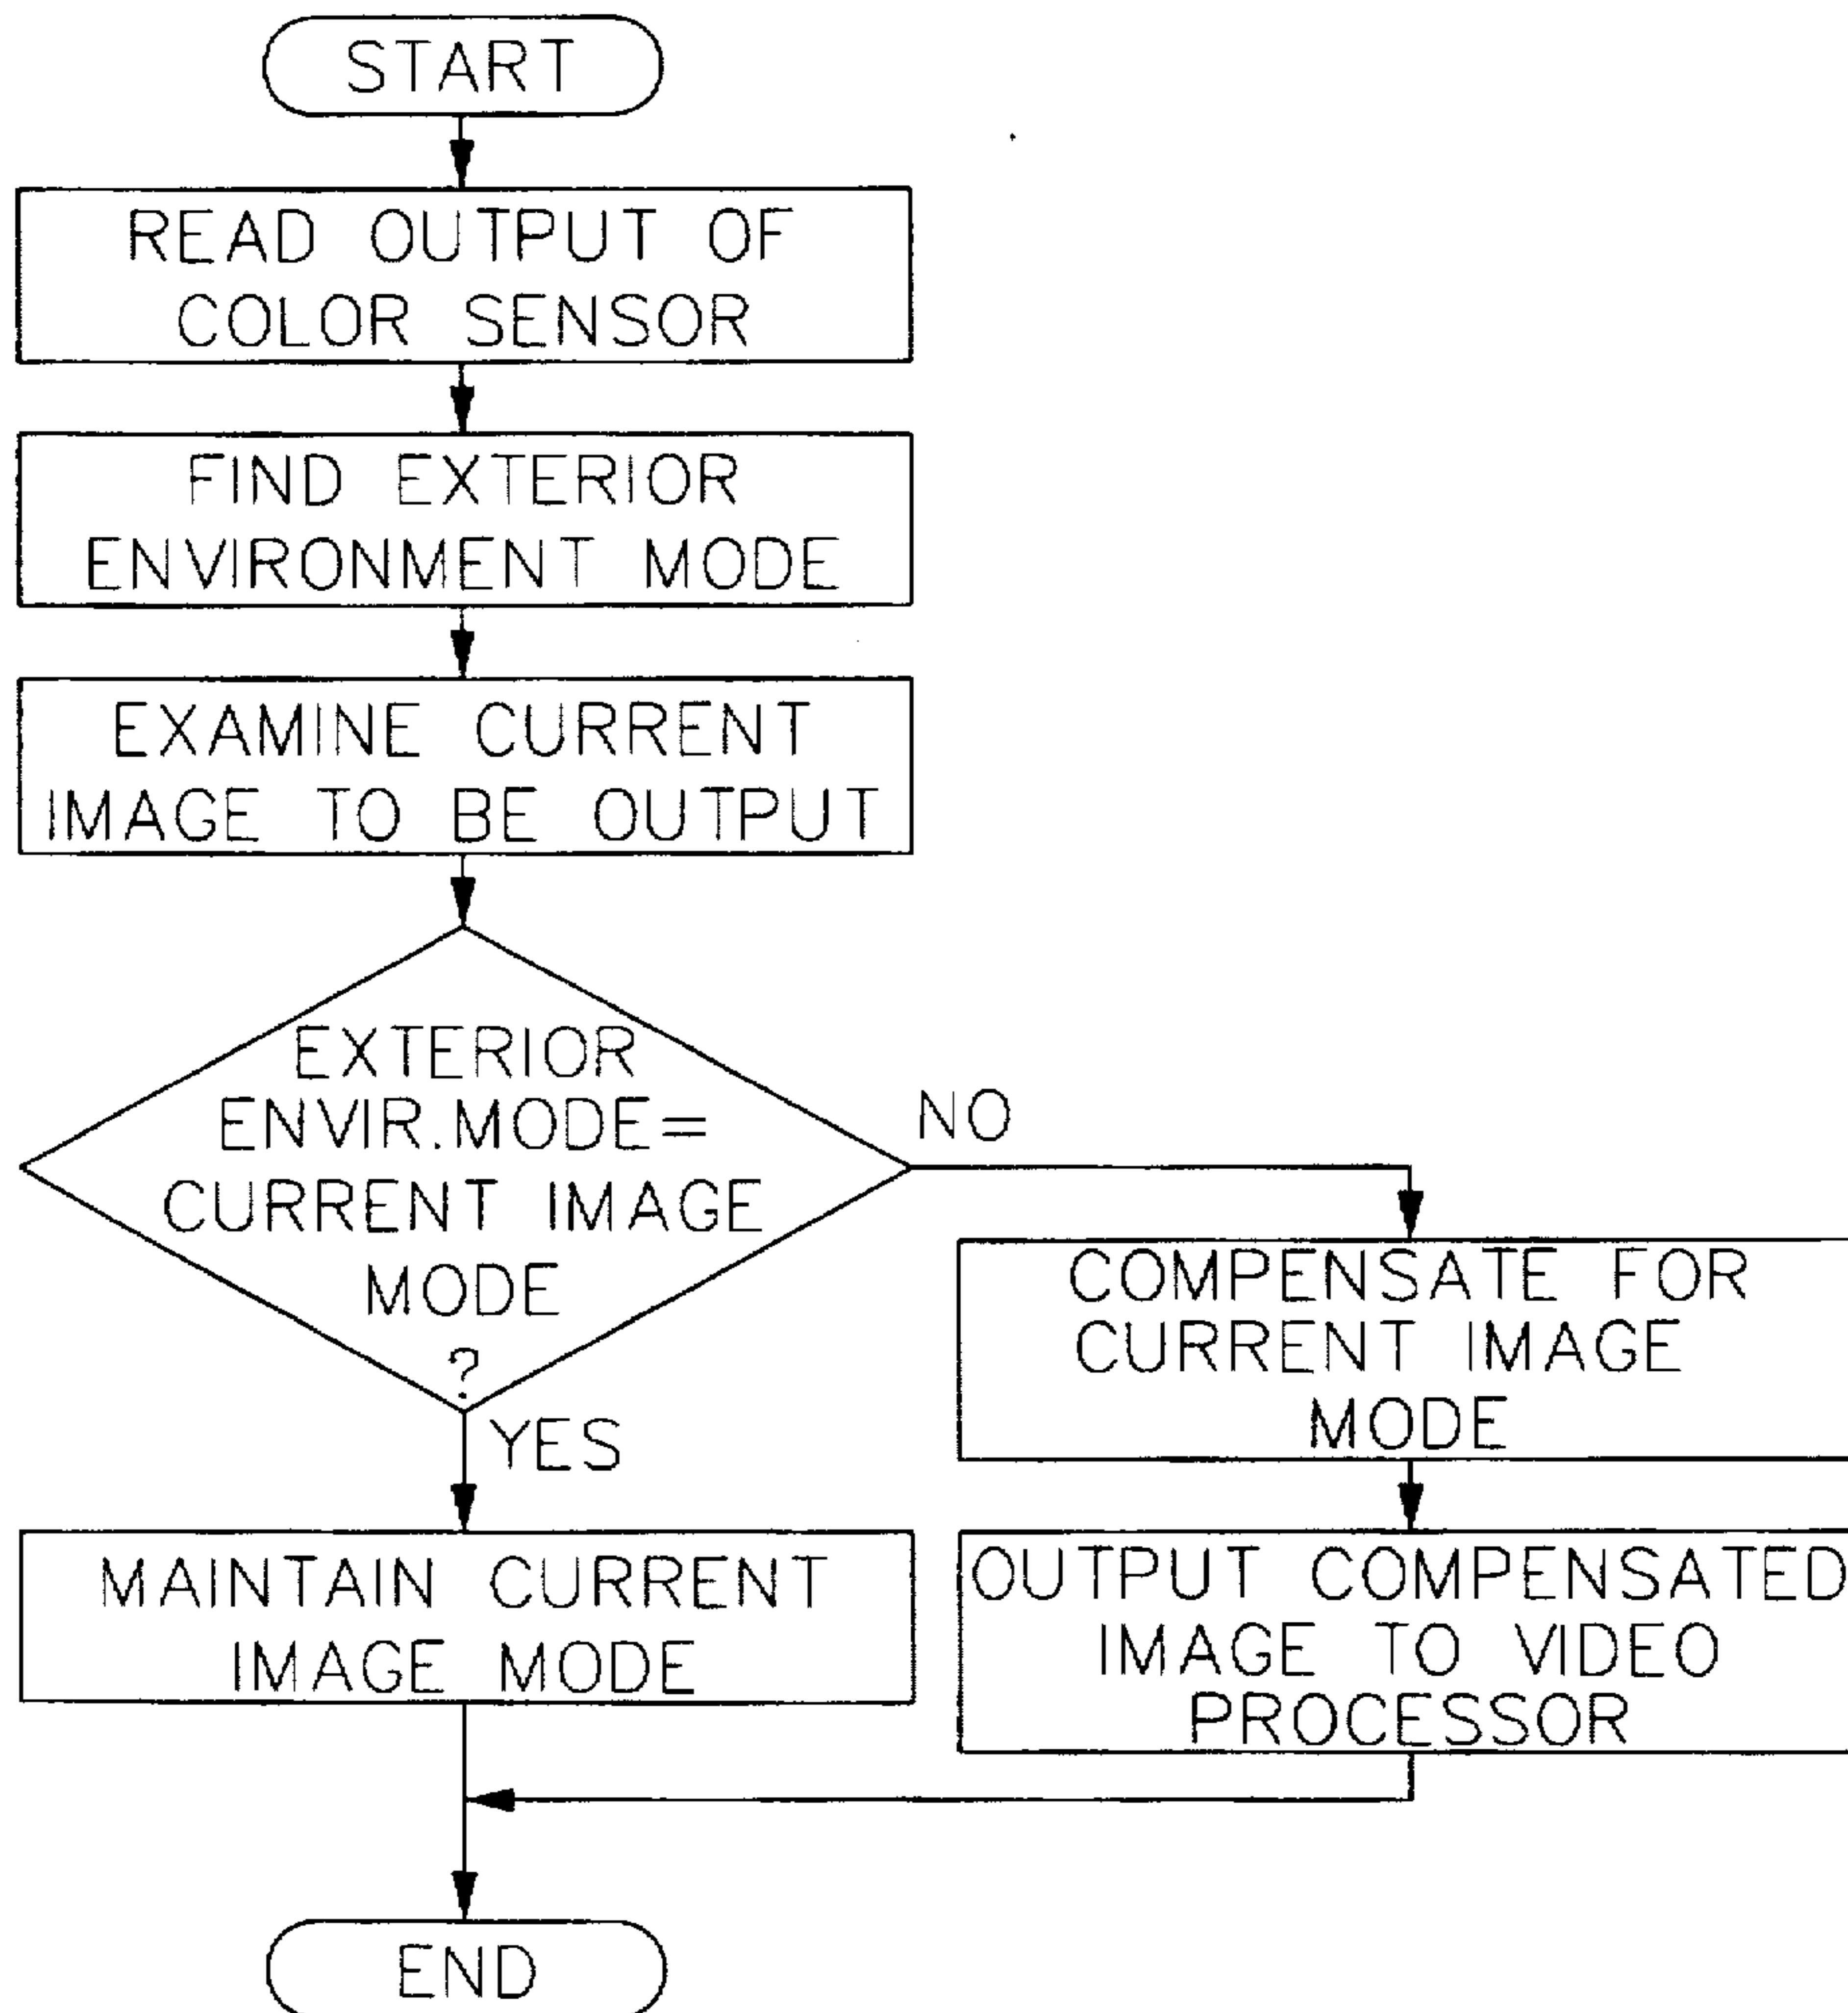 START
READ OUTPUT OF
COLOR SENSOR
FIND EXTERIOR
ENVIRONMENT MODE
EXAMINE CURRENT
IMAGE TO BE OUTPUT
EXTERIOR
ENVIR.MODE=
CURRENT IMAGE
MODE
?
NO
YES
COMPENSATE FOR
CURRENT IMAGE
MODE
MAINTAIN CURRENT
IMAGE MODE
OUTPUT COMPENSATED
IMAGE TO VIDEO
PROCESSOR
END